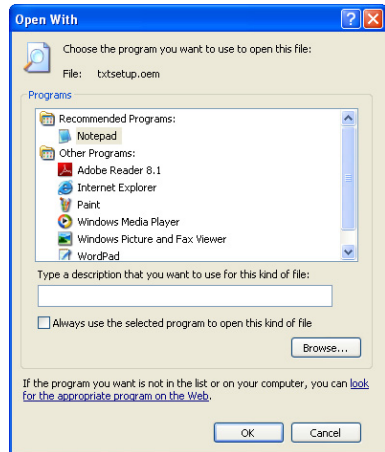 Open With
Choose the program you want to use to open this file:
File: txtsetup.oem
Programs
Recommended Programs:
Notepad
Other Programs:
Adobe Reader 8.1
Internet Explorer
Paint
Windows Media Player
Windows Picture and Fax Viewer
WordPad
Type a description that you want to use for this kind of file:
Always use the selected program to open this kind of file
Browse...
If the program you want is not in the list or on your computer, you can look
for the appropriate program on the Web.
OK Cancel